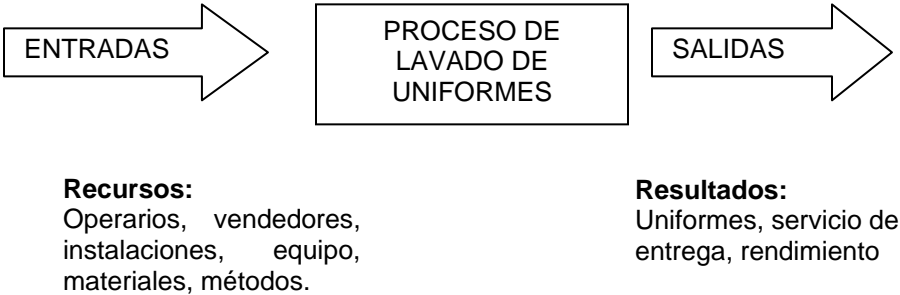 ENTRADAS
PROCESO DE
LAVADO DE
UNIFORMES
SALIDAS
Recursos:
Operarios, vendedores,
instalaciones, equipo,
materiales, métodos.
Resultados:
Uniformes, servicio de
entrega, rendimiento